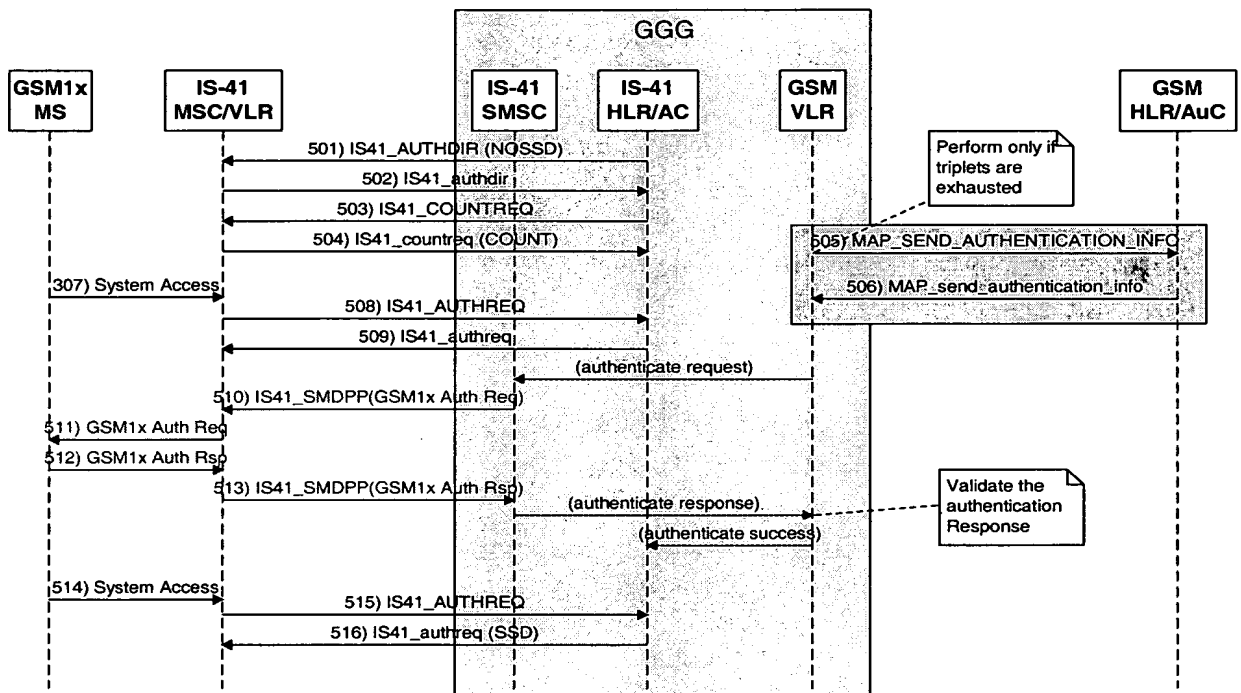 GGG
GSM1x
MS
IS-41
MSC/VLR
IS-41
SMSC
IS-41
HLR/AC
GSM
VLR
GSM
HLR/AuC
501) IS41_AUTHDIR (NOSSD)
Perform only if
triplets are
exhausted
502) IS41_authdir
503) IS41_COUNTREQ
504) IS41_countreq (COUNT)
505) MAP_SEND_AUTHENTICATION_INFO
307) System Access
506) MAP_send_authentication_info
508) IS41_AUTHREQ
509) IS41_authreq
(authenticate request)
510) IS41_SMDPP(GSM1x Auth Req)
511) GSM1x Auth Req
512) GSM1x Auth Rsp
513) IS41_SMDPP(GSM1x Auth Rsp)
Validate the
authentication
Response
(authenticate response).
(authenticate success)
514) System Access
515) IS41_AUTHREQ
516) IS41_authreq (SSD)